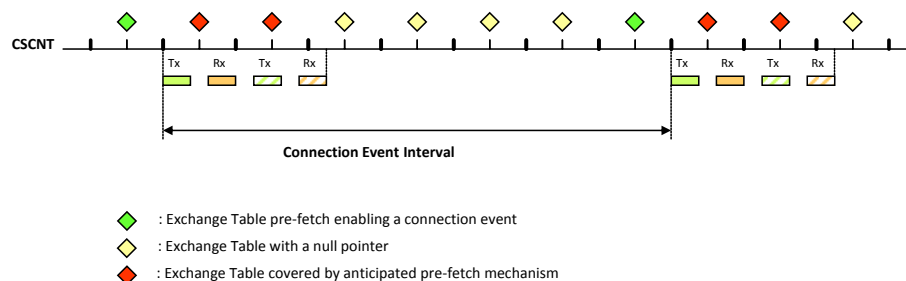 CSCNT
Tx Rx Tx Rx Tx Rx Tx Rx
Connection Event Interval
: Exchange Table pre-fetch enabling a connection event
: Exchange Table with a null pointer
: Exchange Table covered by anticipated pre-fetch mechanism